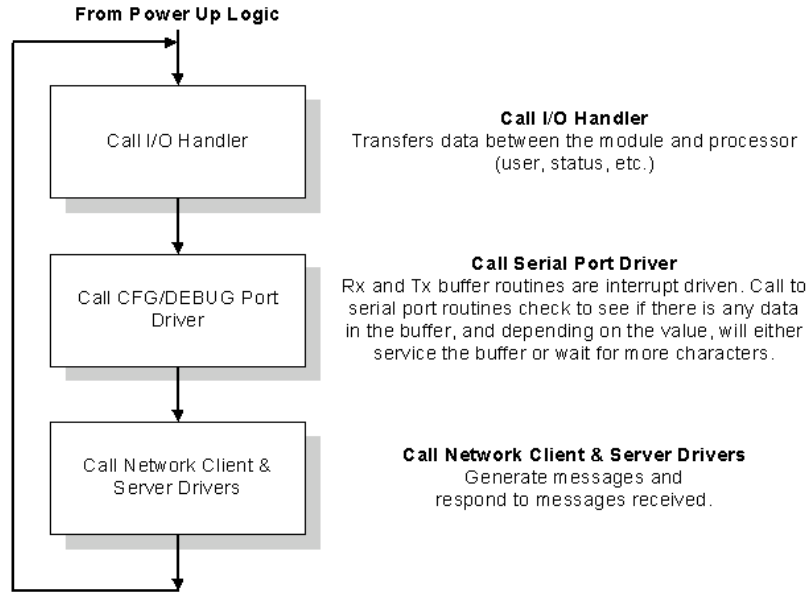 From Power Up Logic
Call I/O Handler
Call I/O Handler
Transfers data between the module and processor
(user, status, etc.)
Call CFG/DEBUG Port
Driver
Call Serial Port Driver
Rx and Tx buffer routines are interrupt driven. Call to
serial port routines check to see if there is any data
in the buffer, and depending on the value, will either
service the buffer or wait for more characters.
Call Network Client &
Server Drivers
Call Network Client & Server Drivers
Generate messages and
respond to messages received.